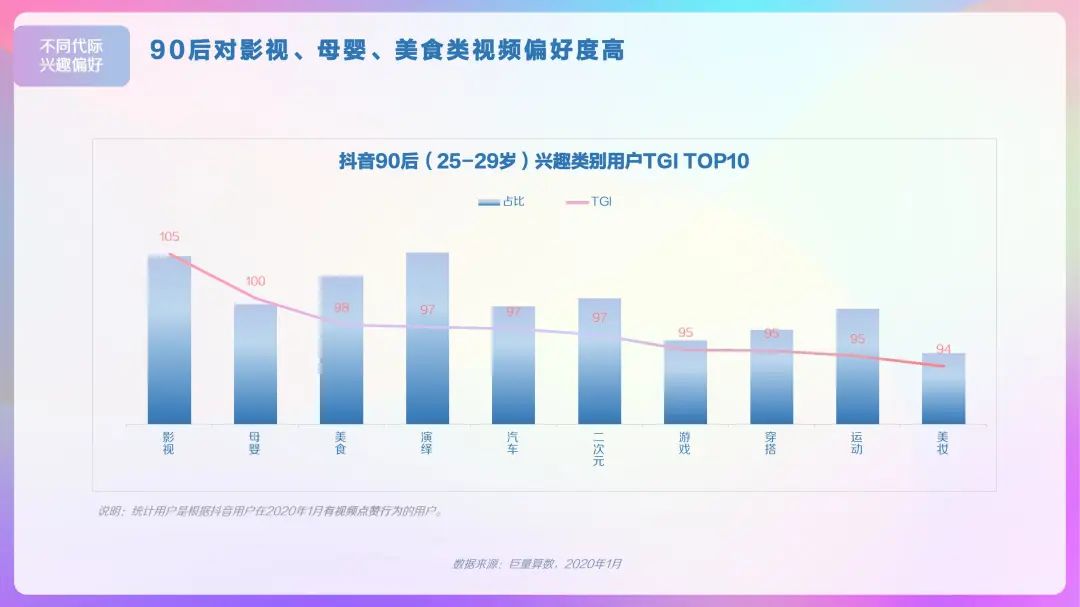 不同代际
兴趣偏好
90后对影视、母婴、美食类视频偏好度高
抖音90后（25-29岁）兴趣类别用户TGI TOP10
占比 TGI
105
100
98
97
97
97
95
95
95
94
影视
母婴
美食
演绎
汽车
二次元
游戏
穿搭
运动
美妆
说明：统计用户是根据抖音用户在2020年1月有视频点赞行为的用户。
数据来源：巨量算数，2020年1月